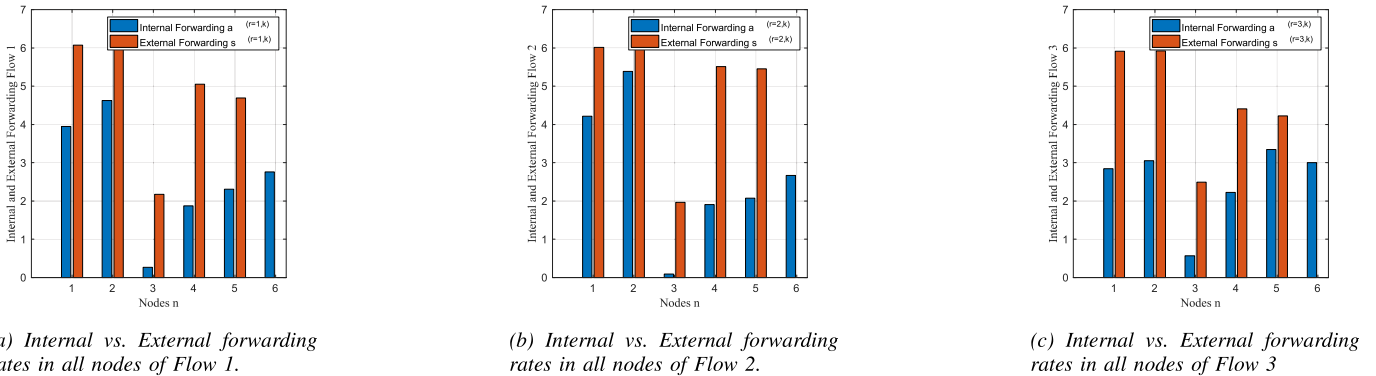 7
6
5
4
3
2
1
0
Internal and External Forwarding Flow 1
Internal Forwarding a (r=1,k)
External Forwarding s (r=1,k)
1 2 3 4 5 6
Nodes n
7
6
5
4
3
2
1
0
Internal and External Forwarding Flow 2
Internal Forwarding a (r=2,k)
External Forwarding s (r=2,k)
1 2 3 4 5 6
Nodes n
7
6
5
4
3
2
1
0
Internal and External Forwarding Flow 3
Internal Forwarding a (r=3,k)
External Forwarding s (r=3,k)
1 2 3 4 5 6
Nodes n
a) Internal vs. External forwarding
ates in all nodes of Flow 1.
(b) Internal vs. External forwarding
rates in all nodes of Flow 2.
(c) Internal vs. External forwarding
rates in all nodes of Flow 3